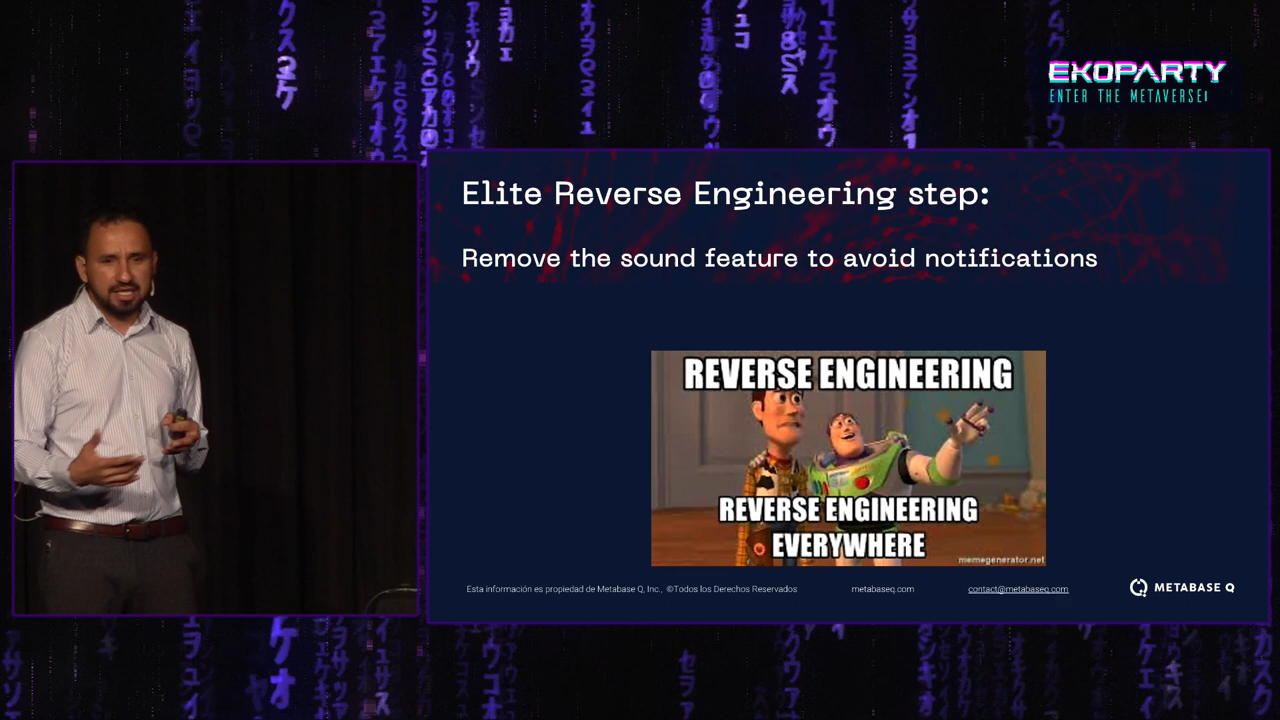 EKOPARTY
ENTER THE METAVERSE!
Elite Reverse Engineering step:
Remove the sound feature to avoid notifications
REVERSE ENGINEERING
REVERSE ENGINEERING
EVERYWHERE
memegenerator.net
Esta información es propiedad de Metabase Q, Inc., ©Todos los Derechos Reservados
metabaseq.com
contact@metabaseq.com
METABASE Q